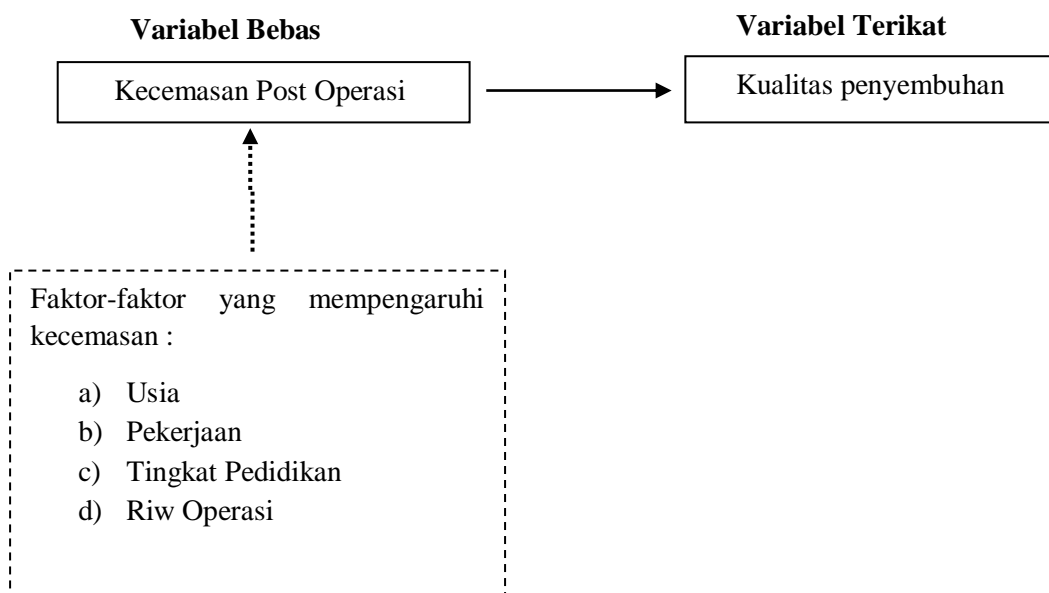 Variabel Bebas
Variabel Terikat
Kecemasan Post Operasi
Kualitas penyembuhan
Faktor-faktor yang mempengaruhi
kecemasan :
a) Usia
b) Pekerjaan
c) Tingkat Pedidikan
d) Riw Operasi